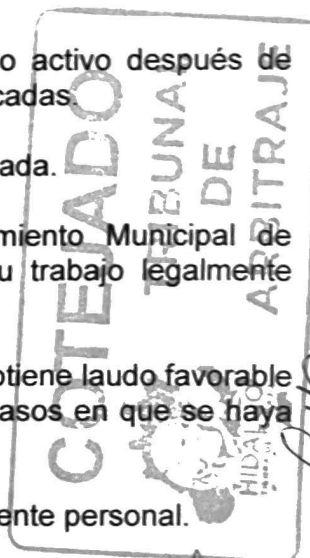 o activo después de
cadas.
ada.
miento Municipal de
u trabajo legalmente
otiene laudo favorable
asos en que se haya
ente personal.
COTEJADO
TRIBUNAL
DE
ARBITRAJE
HIDALGO